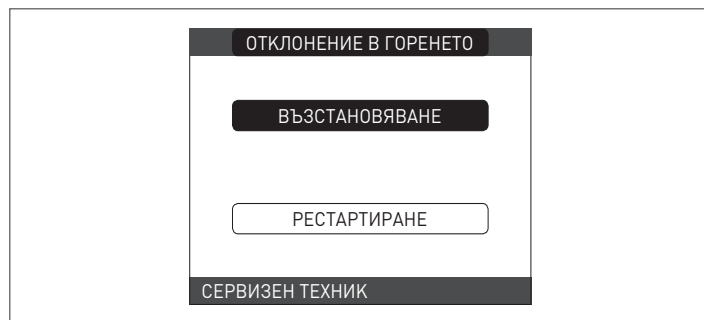 ОТКЛОНЕНИЕ В ГОРЕНЕТО
ВЪЗСТАНОВЯВАНЕ
РЕСТАРТИРАНЕ
СЕРВИЗЕН ТЕХНИК